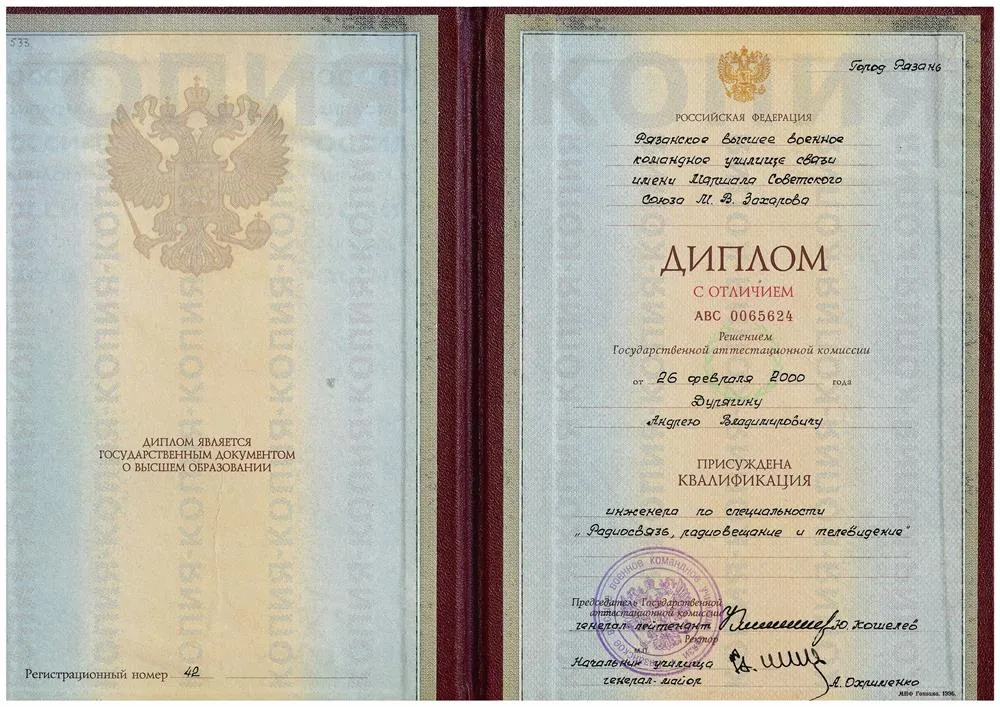 533
ДИПЛОМ ЯВЛЯЕТСЯ
ГОСУДАРСТВЕННЫМ ДОКУМЕНТОМ
О ВЫСШЕМ ОБРАЗОВАНИИ
Регистрационный номер 42
Город Рязань
РОССИЙСКАЯ ФЕДЕРАЦИЯ
Рязанское высшее военное
командное училище связи
имени Маршала Советского
Союза М. В. Захарова
ДИПЛОМ
С ОТЛИЧИЕМ
АВС 0065624
Решением
Государственной аттестационной комиссии
от 26 февраля 2000 года
Дулягину
Андрею Владимировичу
ПРИСУЖДЕНА
КВАЛИФИКАЦИЯ
инженера по специальности
„Радиосвязь, радиовещание и телевидение"
Председатель Государственной
аттестационной комиссии
генерал-лейтенант Ю. Кошелев
Ректор
М.П.
Начальник училища
генерал-майор А. Охрименко
МПФ Гознака. 1996.